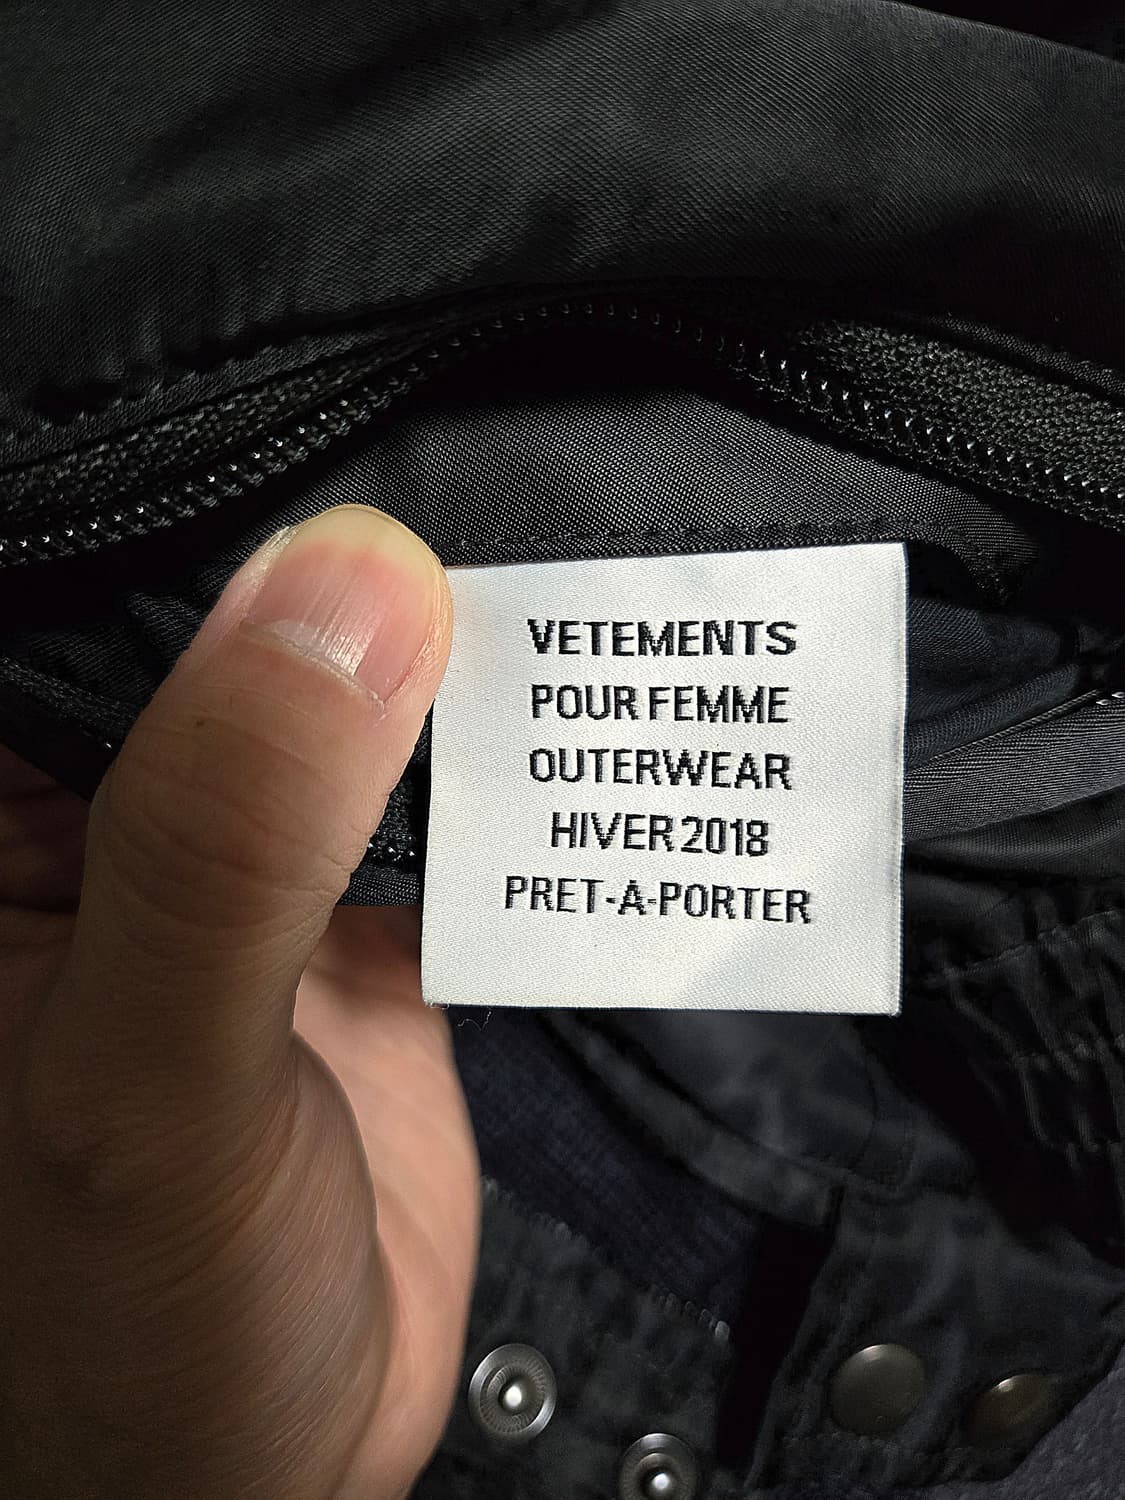 VETEMENTS
POUR FEMME
OUTERWEAR
HIVER 2018
PRET-À-PORTER